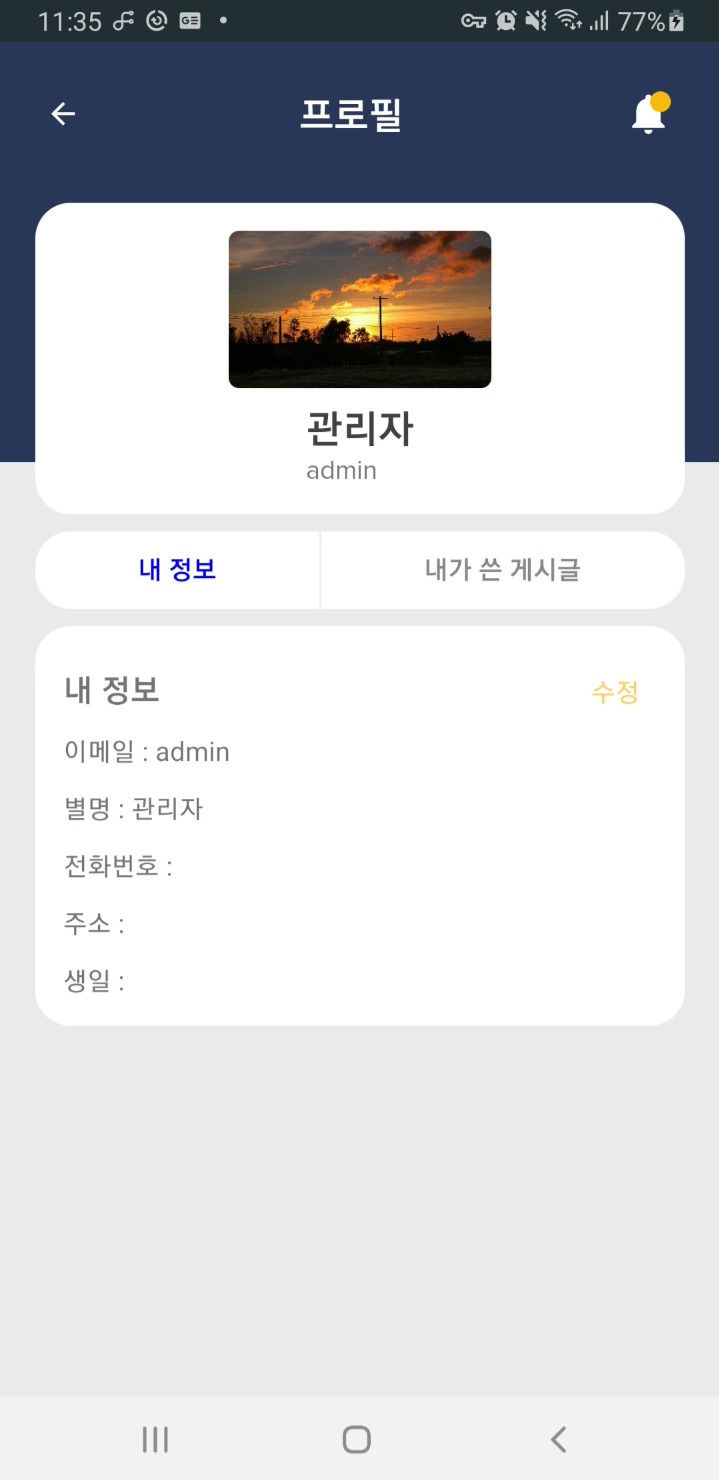 11:35 GE 77%
프로필
관리자
admin
내 정보 내가 쓴 게시글
내 정보 수정
이메일 : admin
별명 : 관리자
전화번호 :
주소 :
생일 :